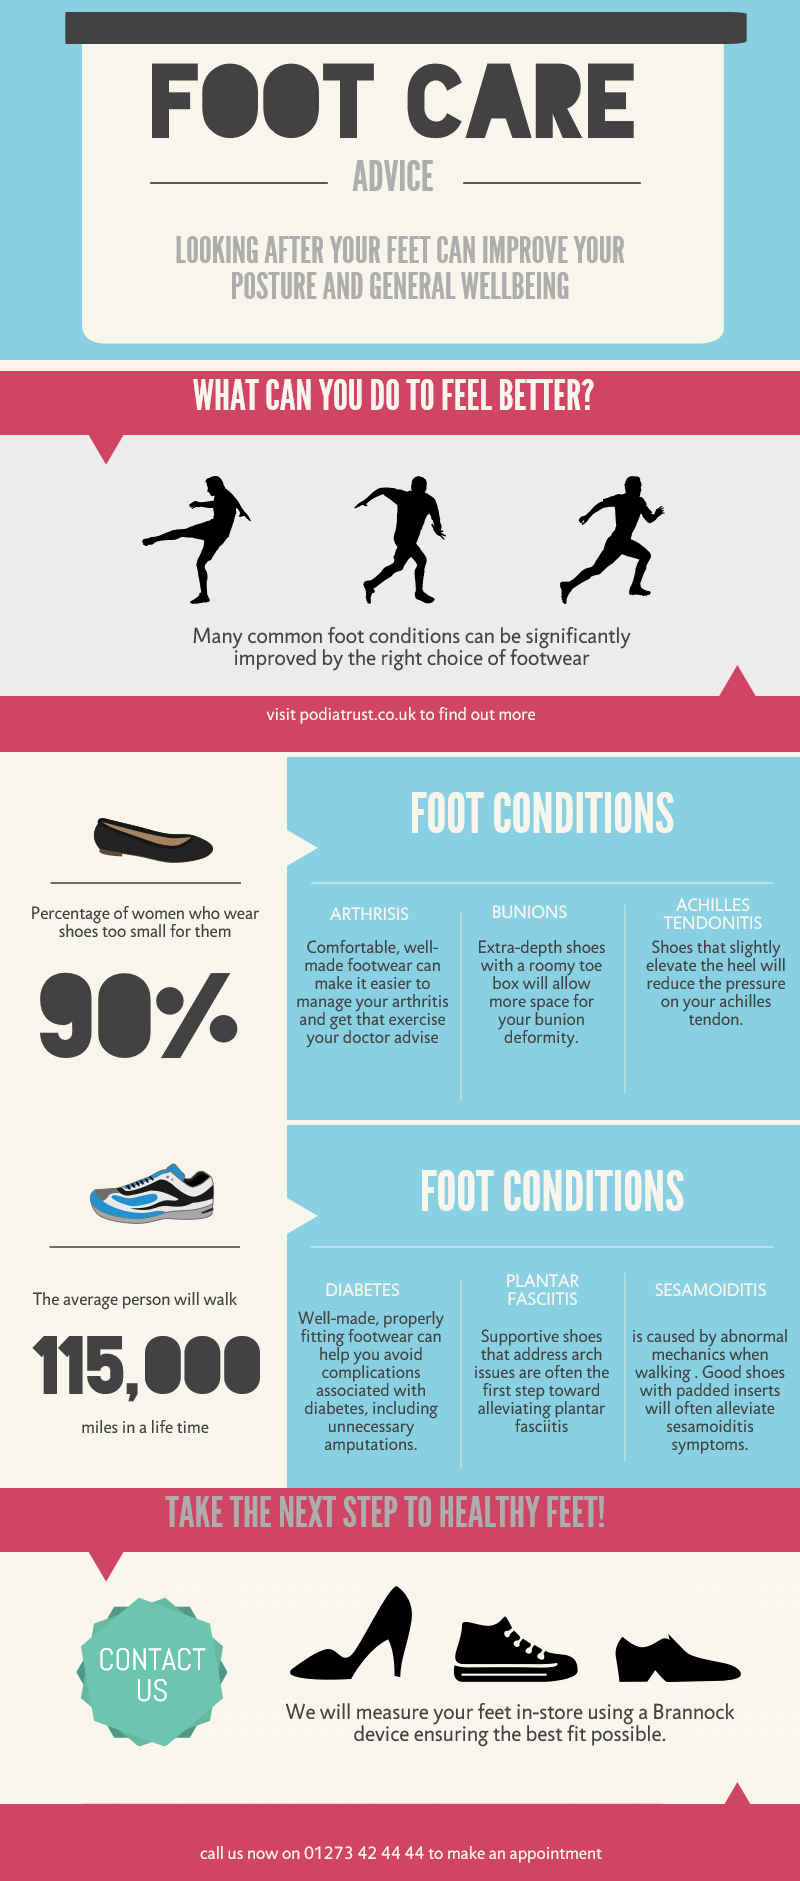 FOOT CARE
ADVICE
LOOKING AFTER YOUR FEET CAN IMPROVE YOUR
POSTURE AND GENERAL WELLBEING
WHAT CAN YOU DO TO FEEL BETTER?
Many common foot conditions can be significantly
improved by the right choice of footwear
visit podiatrust.co.uk to find out more
Percentage of women who wear
shoes too small for them
90%
FOOT CONDITIONS
ARTHRISIS
Comfortable, well-
made footwear can
make it easier to
manage your arthritis
and get that exercise
your doctor advise
BUNIONS
Extra-depth shoes
with a roomy toe
box will allow
more space for
your bunion
deformity.
ACHILLES
TENDONITIS
Shoes that slightly
elevate the heel will
reduce the pressure
on your achilles
tendon.
The average person will walk
115,000
miles in a life time
FOOT CONDITIONS
DIABETES
Well-made, properly
fitting footwear can
help you avoid
complications
associated with
diabetes, including
unnecessary
amputations.
PLANTAR
FASCIITIS
Supportive shoes
that address arch
issues are often the
first step toward
alleviating plantar
fasciitis
SESAMOIDITIS
is caused by abnormal
mechanics when
walking . Good shoes
with padded inserts
will often alleviate
sesamoiditis
symptoms.
TAKE THE NEXT STEP TO HEALTHY FEET!
CONTACT
US
We will measure your feet in-store using a Brannock
device ensuring the best fit possible.
call us now on 01273 42 44 44 to make an appointment